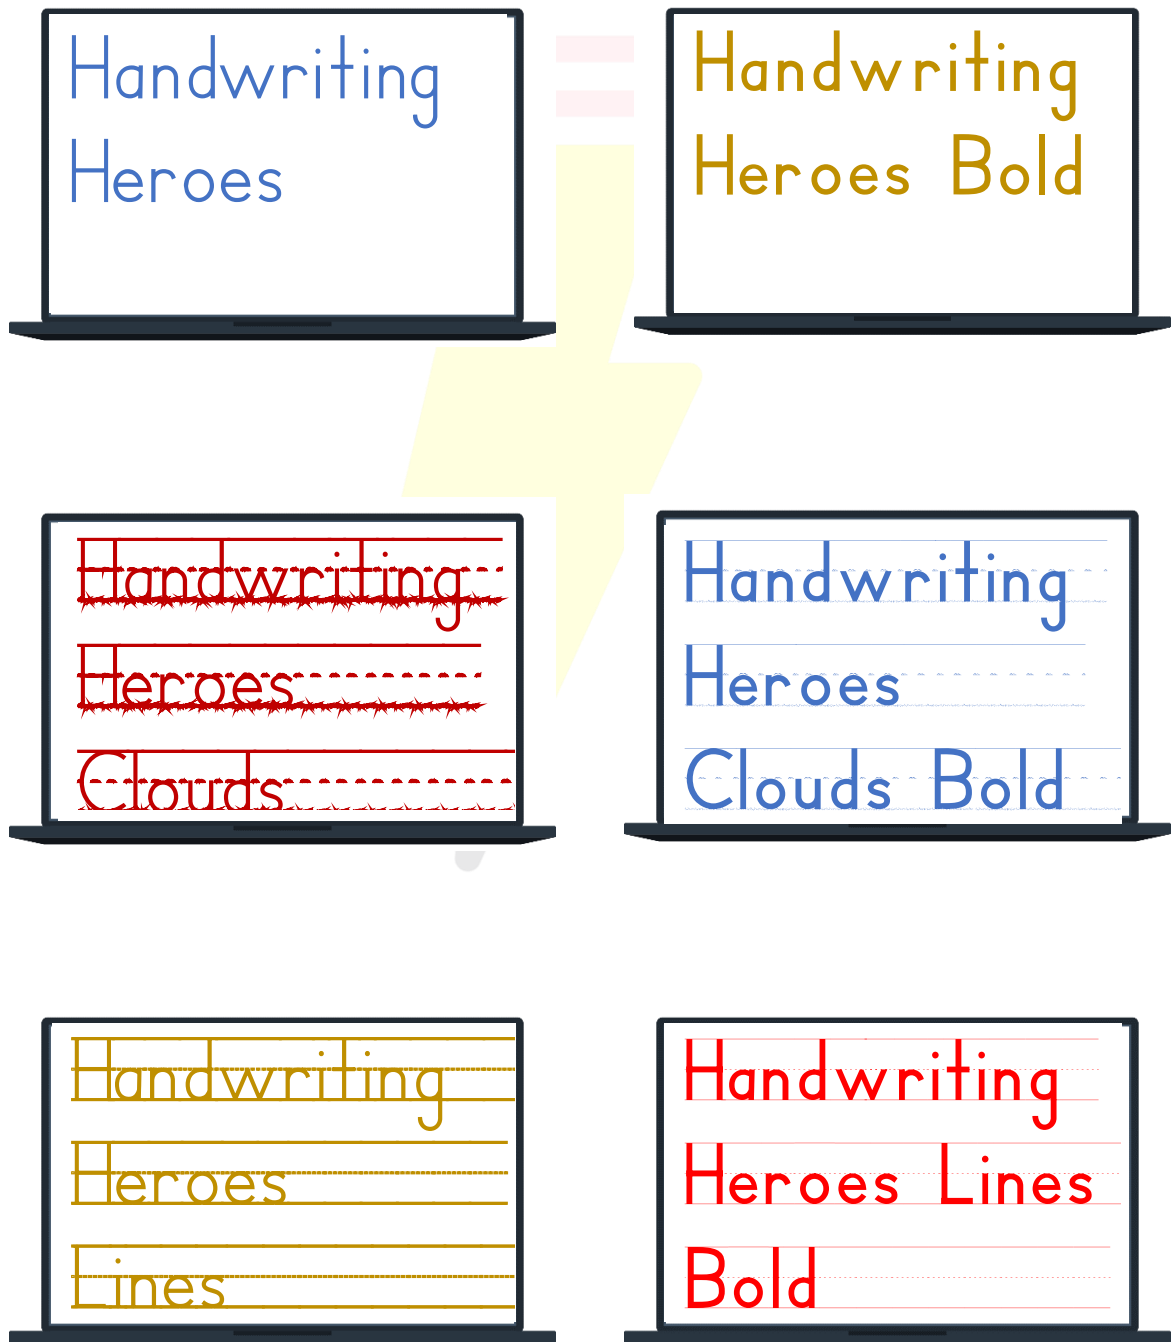 Handwriting
Heroes
Handwriting
Heroes Bold
Handwriting
Heroes
Clouds
Handwriting
Heroes
Clouds Bold
Handwriting
Heroes
Lines
Handwriting
Heroes Lines
Bold